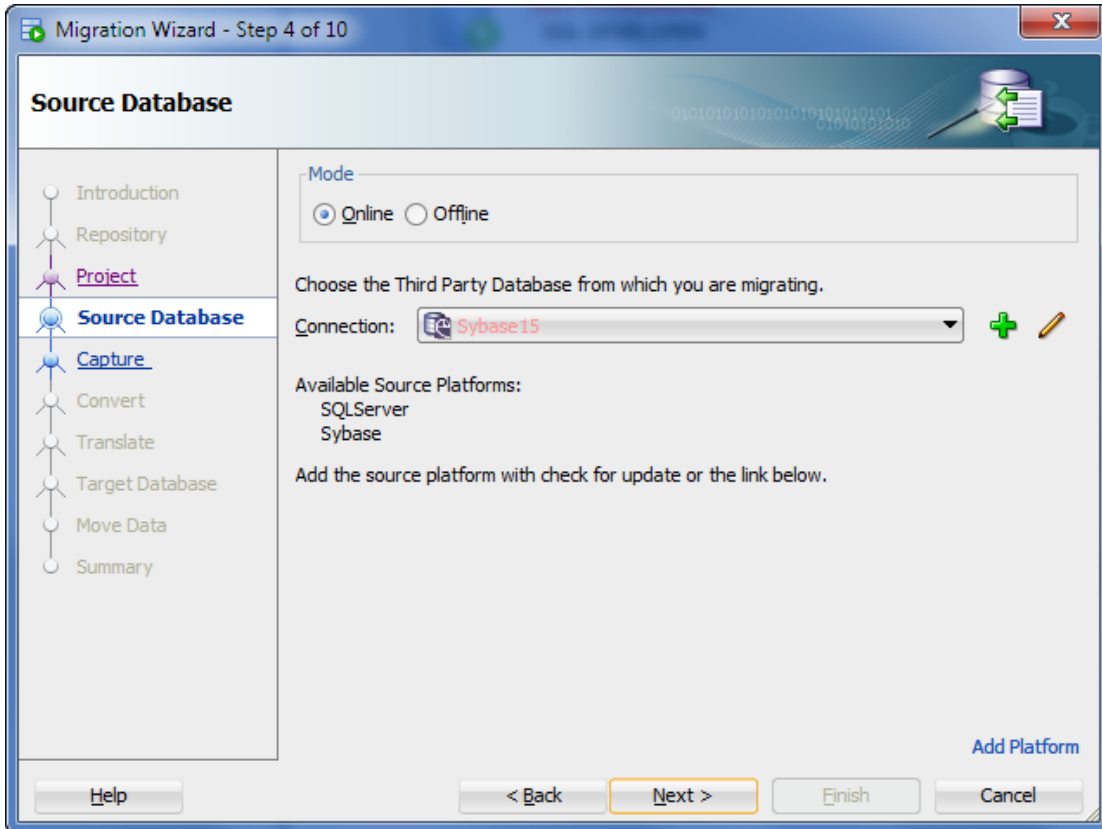 Migration Wizard - Step 4 of 10
Source Database
Introduction
Repository
Project
Source Database
Capture
Convert
Translate
Target Database
Move Data
Summary
Mode
Online Offline
Choose the Third Party Database from which you are migrating.
Connection: Sybase15
Available Source Platforms:
SQLServer
Sybase
Add the source platform with check for update or the link below.
Add Platform
Help < Back Next > Finish Cancel